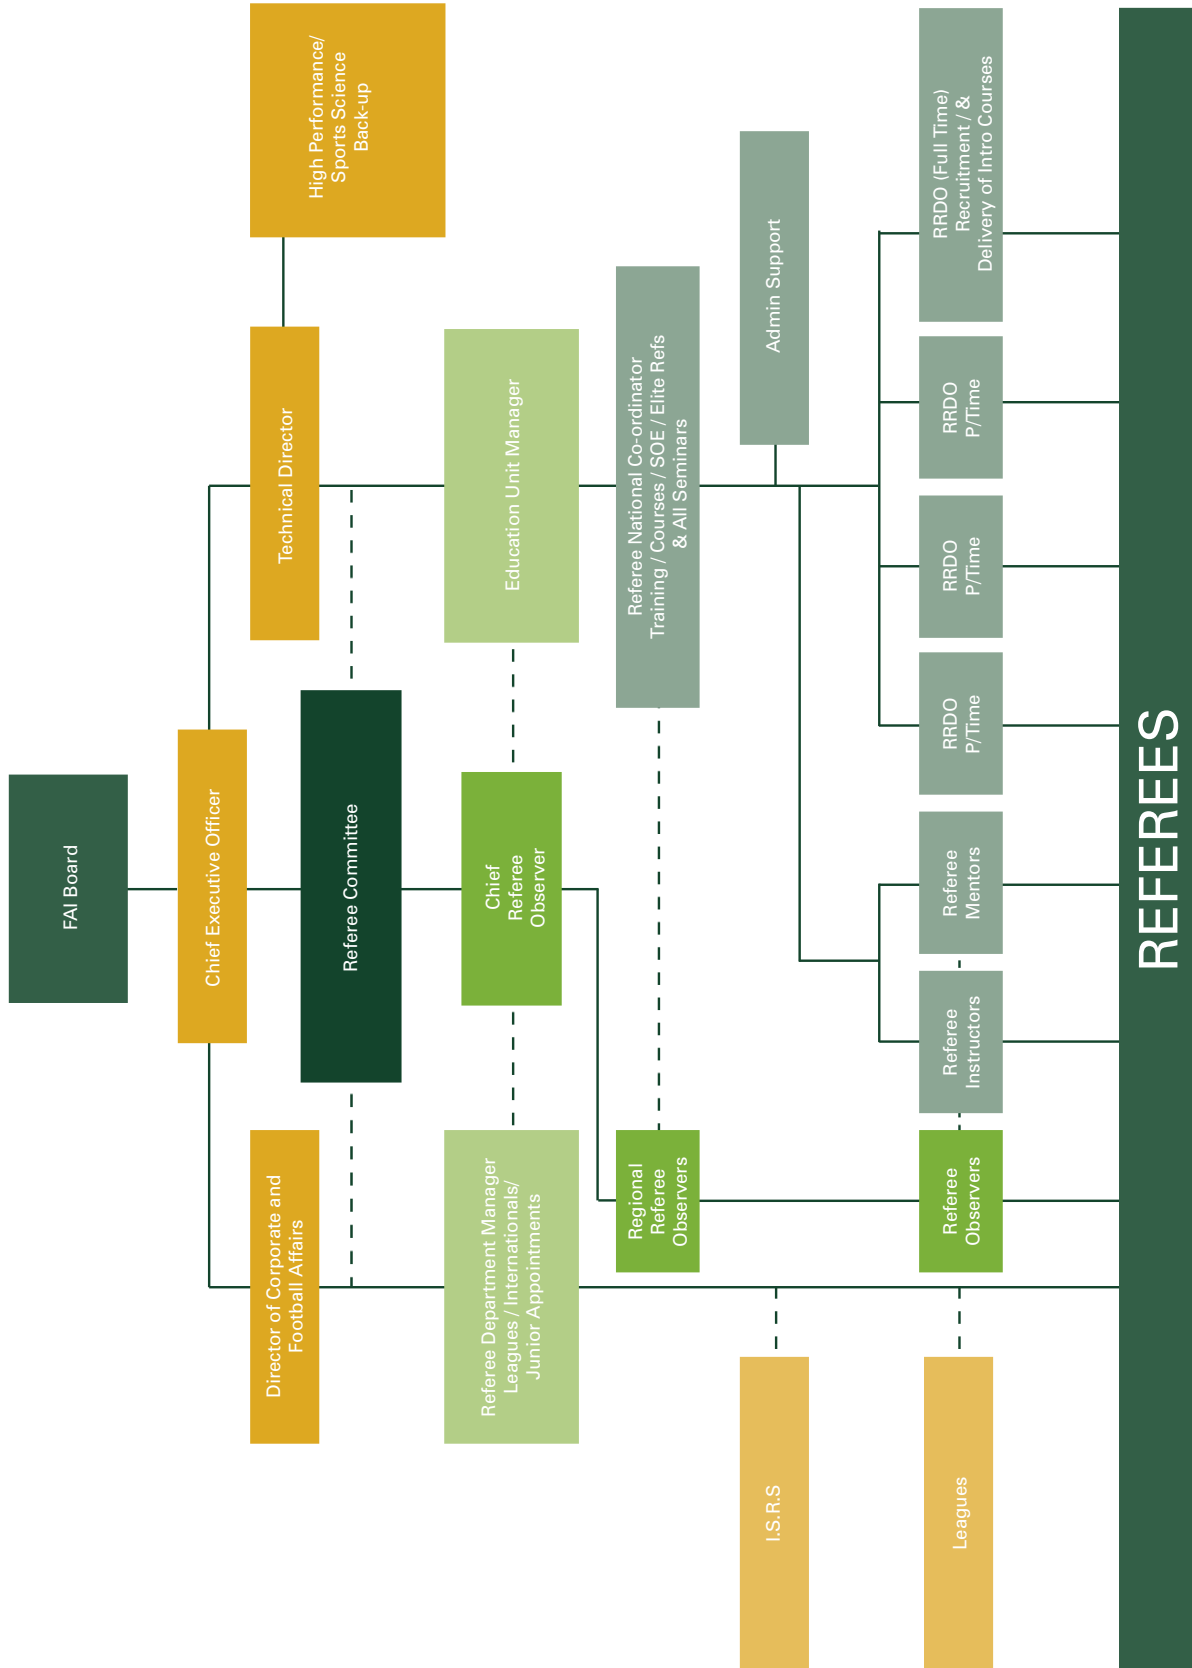 FAI Board
Chief Executive Officer
Director of Corporate and
Football Affairs
Technical Director
High Performance/
Sports Science
Back-up
Referee Committee
Referee Department Manager
Leagues / Internationals/
Junior Appointments
Chief
Referee
Observer
Education Unit Manager
Regional
Referee
Observers
Referee National Co-ordinator
Training / Courses / SOE / Elite Refs
& All Seminars
I.S.R.S
Admin Support
Leagues
Referee
Observers
Referee
Instructors
Referee
Mentors
RRDO
P/Time
RRDO
P/Time
RRDO
P/Time
RRDO (Full Time)
Recruitment / &
Delivery of Intro Courses
REFEREES